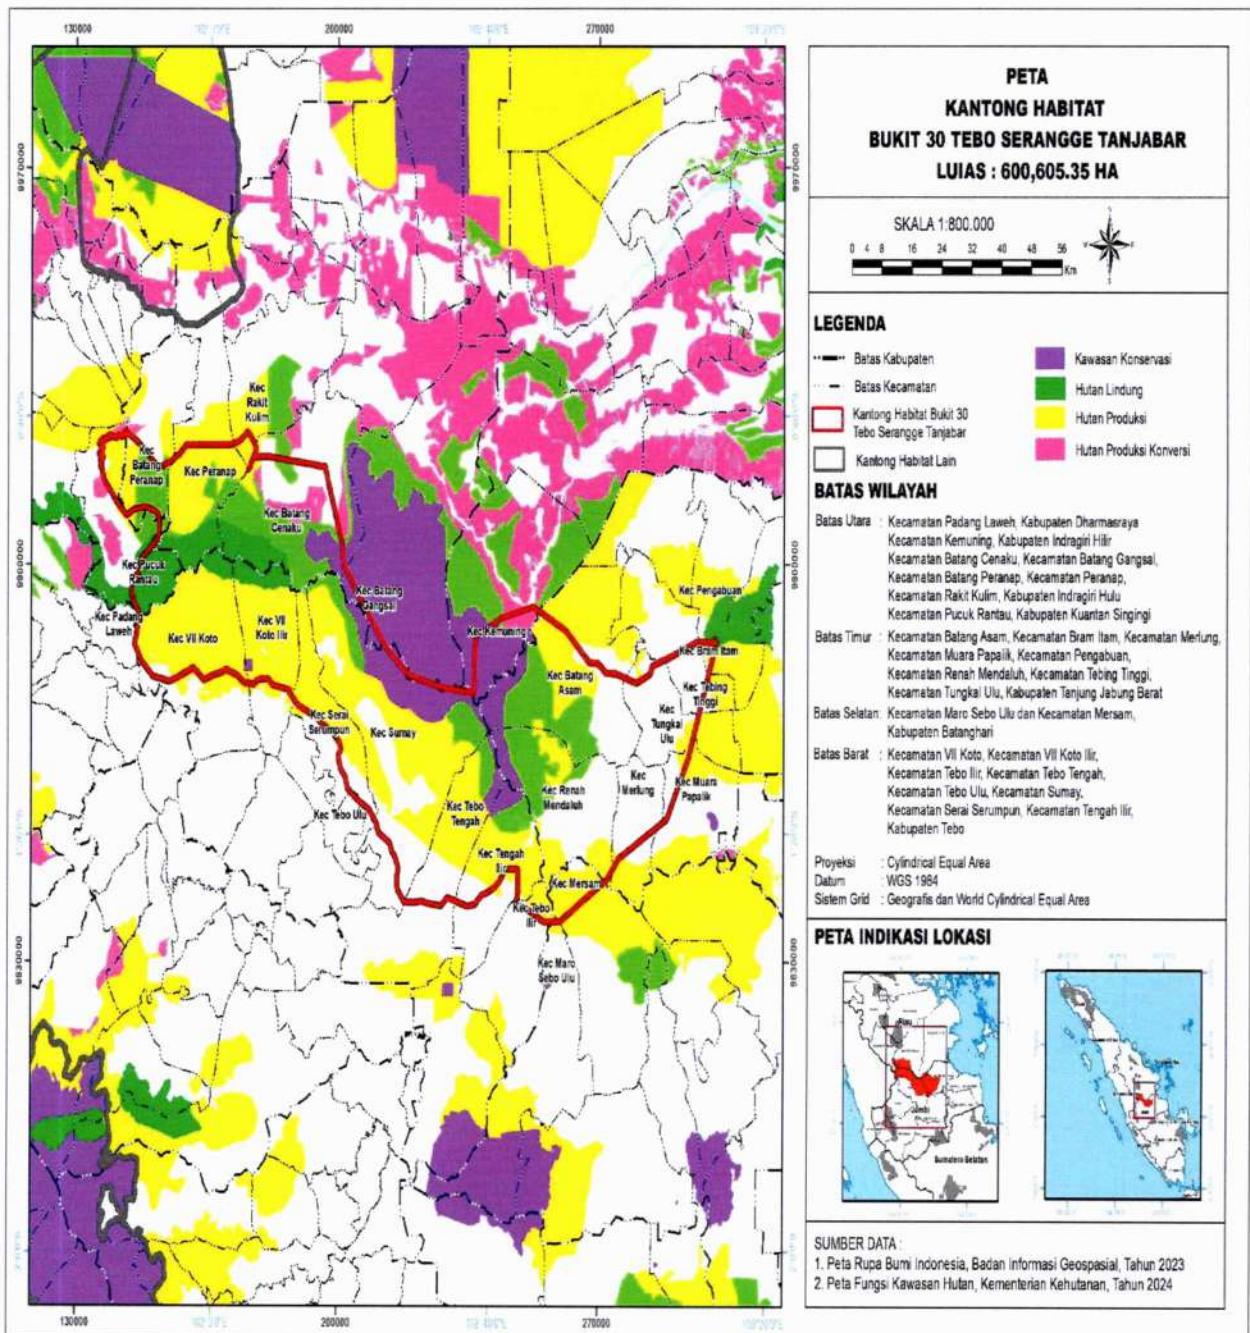 130000
200000
270000
PETA
KANTONG HABITAT
BUKIT 30 TEBO SERANGGE TANJABAR
LUIAS : 600,605.35 HA
9970000
9970000
SKALA 1:800.000
0 4 8 16 24 32 40 48 56
Km
LEGENDA
Batas Kabupaten
Batas Kecamatan
Kantong Habitat Bukit 30
Tebo Serangge Tanjabar
Kantong Habitat Lain
Kawasan Konservasi
Hutan Lindung
Hutan Produksi
Hutan Produksi Konversi
Kec
Rakit
Kulim
Kec
Batang
Peranap
Kec Peranap
Kec Batang
Cenaku
9900000
9900000
Kec Pucuk
Rantau
Kec Batang
Gangsal
Kec Pengabuan
Kec Padang
Laweh
Kec VII Koto
Kec VII
Koto Ilir
Kec Kemuning
Kec Bram Itam
Kec Batang
Asam
Kec Tebing
Tinggi
Kec
Tungkal
Ulu
Kec Serai
Serumpun
Kec Sumay
Kec
Merlung
Kec Muara
Papalik
Kec Renah
Mendaluh
Kec Tebo Ulu
Kec Tebo
Tengah
Kec Tengah
Ilir
Kec Mersam
Kec Tebo
Ilir
Kec Maro
Sebo Ulu
9830000
9830000
BATAS WILAYAH
Batas Utara : Kecamatan Padang Laweh, Kabupaten Dharmasraya
Kecamatan Kemuning, Kabupaten Indragiri Hilir
Kecamatan Batang Cenaku, Kecamatan Batang Gangsal,
Kecamatan Batang Peranap, Kecamatan Peranap,
Kecamatan Rakit Kulim, Kabupaten Indragiri Hulu
Kecamatan Pucuk Rantau, Kabupaten Kuantan Singingi
Batas Timur : Kecamatan Batang Asam, Kecamatan Bram Itam, Kecamatan Merlung,
Kecamatan Muara Papalik, Kecamatan Pengabuan,
Kecamatan Renah Mendaluh, Kecamatan Tebing Tinggi,
Kecamatan Tungkal Ulu, Kabupaten Tanjung Jabung Barat
Batas Selatan: Kecamatan Maro Sebo Ulu dan Kecamatan Mersam,
Kabupaten Batanghari
Batas Barat : Kecamatan VII Koto, Kecamatan VII Koto Ilir,
Kecamatan Tebo Ilir, Kecamatan Tebo Tengah,
Kecamatan Tebo Ulu, Kecamatan Sumay,
Kecamatan Serai Serumpun, Kecamatan Tengah Ilir,
Kabupaten Tebo
Proyeksi : Cylindrical Equal Area
Datum : WGS 1984
Sistem Grid : Geografis dan World Cylindrical Equal Area
PETA INDIKASI LOKASI
Riau
Jambi
Sumatera Selatan
SUMBER DATA :
1. Peta Rupa Bumi Indonesia, Badan Informasi Geospasial, Tahun 2023
2. Peta Fungsi Kawasan Hutan, Kementerian Kehutanan, Tahun 2024
130000
200000
270000